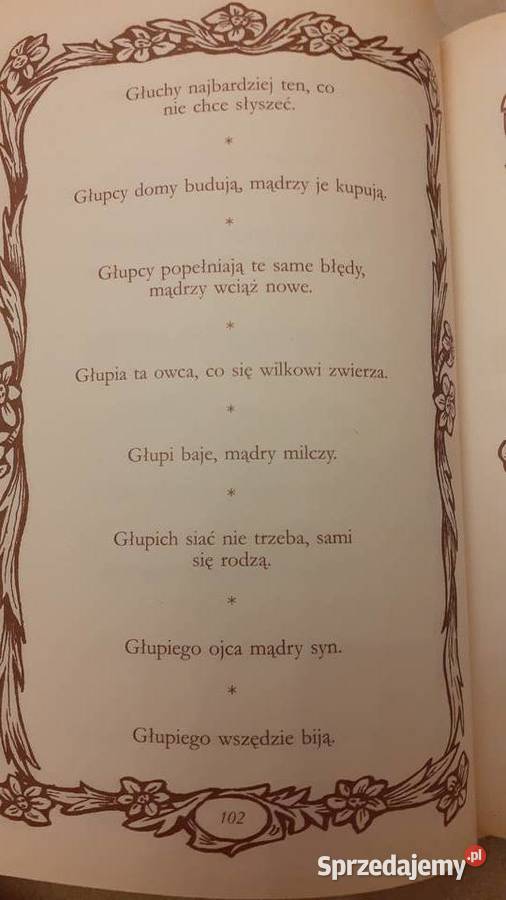 Głuchy najbardziej ten, co
nie chce słyszeć.
*
Głupcy domy budują, mądrzy je kupują.
*
Głupcy popełniają te same błędy,
mądrzy wciąż nowe.
*
Głupia ta owca, co się wilkowi zwierza.
*
Głupi baje, mądry milczy.
*
Głupich siać nie trzeba, sami
się rodzą.
*
Głupiego ojca mądry syn.
*
Głupiego wszędzie biją.
102
Sprzedajemy.pl